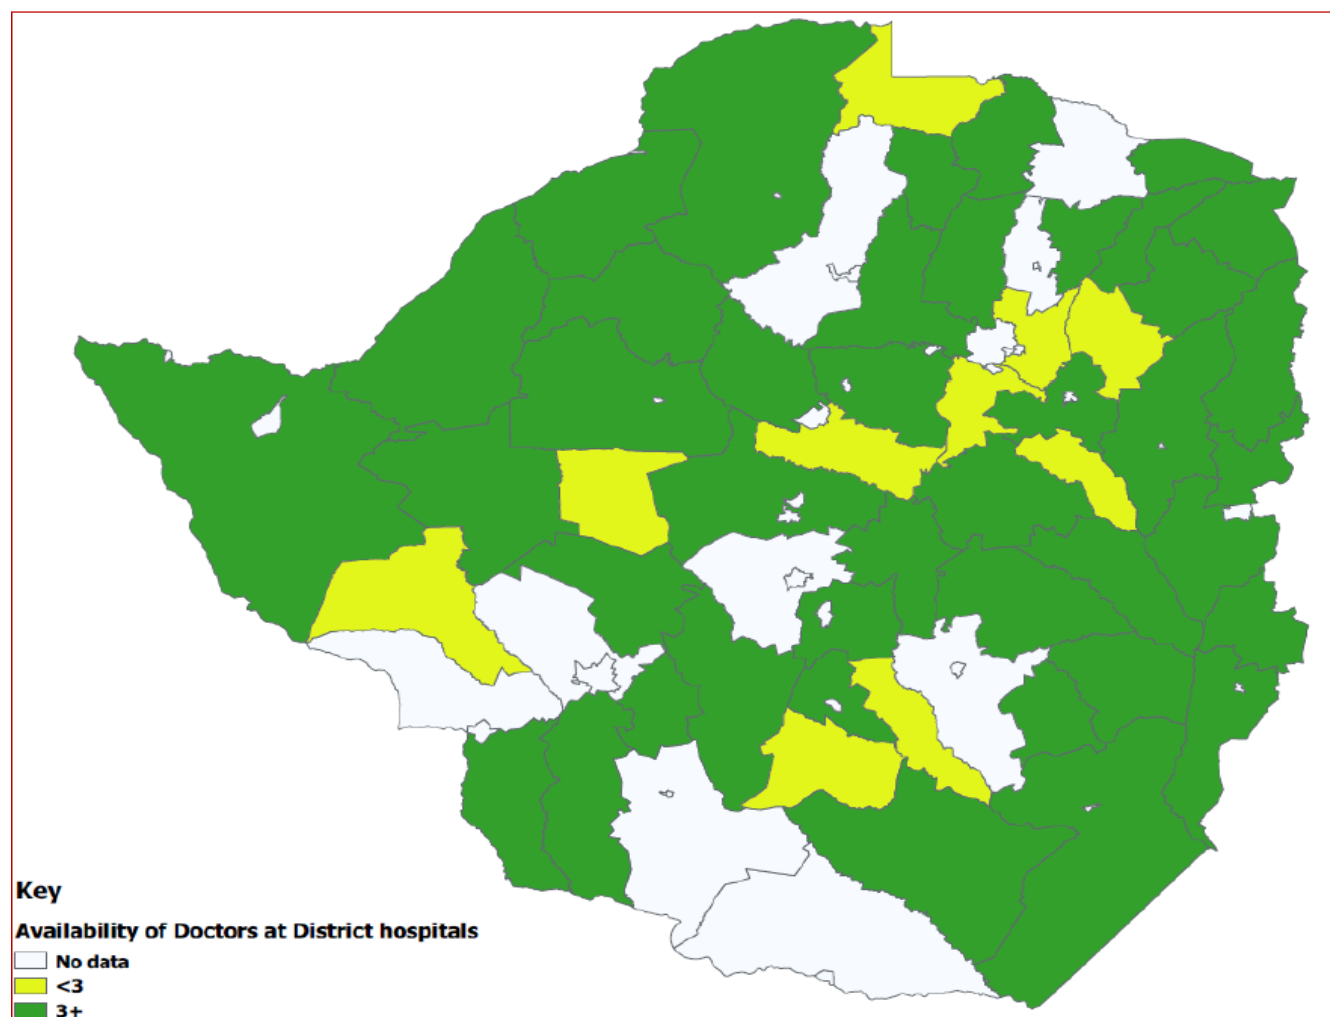 Key
Availability of Doctors at District hospitals
No data
<3
3+